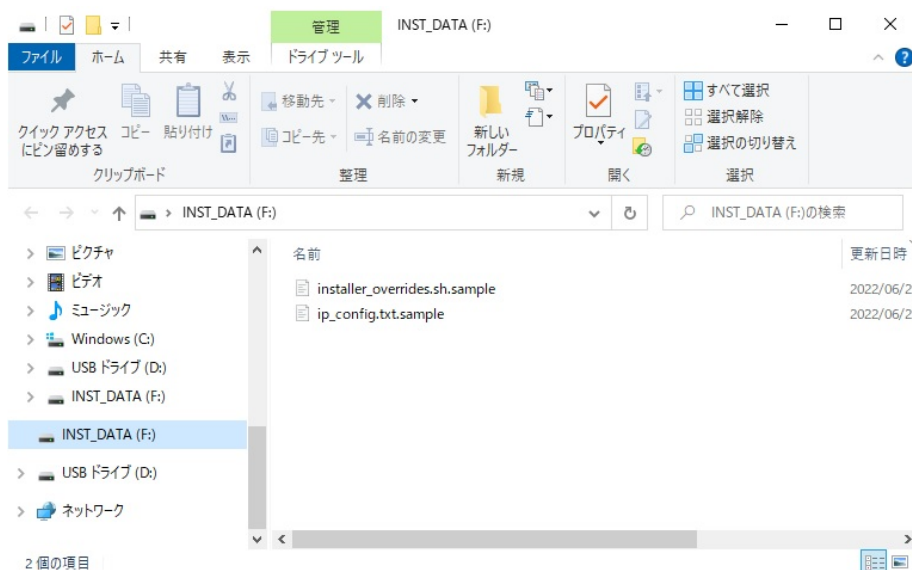 管理
INST_DATA (F:)
ファイル
ホーム
共有
表示
ドライブ ツール
クイック アクセス
にピン留めする
コピー
貼り付け
移動先
コピー先
削除
名前の変更
新しい
フォルダー
プロパティ
すべて選択
選択解除
選択の切り替え
クリップボード
整理
新規
開く
選択
INST_DATA (F:)
INST_DATA (F:)の検索
ピクチャ
ビデオ
ミュージック
Windows (C:)
USB ドライブ (D:)
INST_DATA (F:)
INST_DATA (F:)
USB ドライブ (D:)
ネットワーク
名前
更新日時
installer_overrides.sh.sample
2022/06/2
ip_config.txt.sample
2022/06/2
2 個の項目